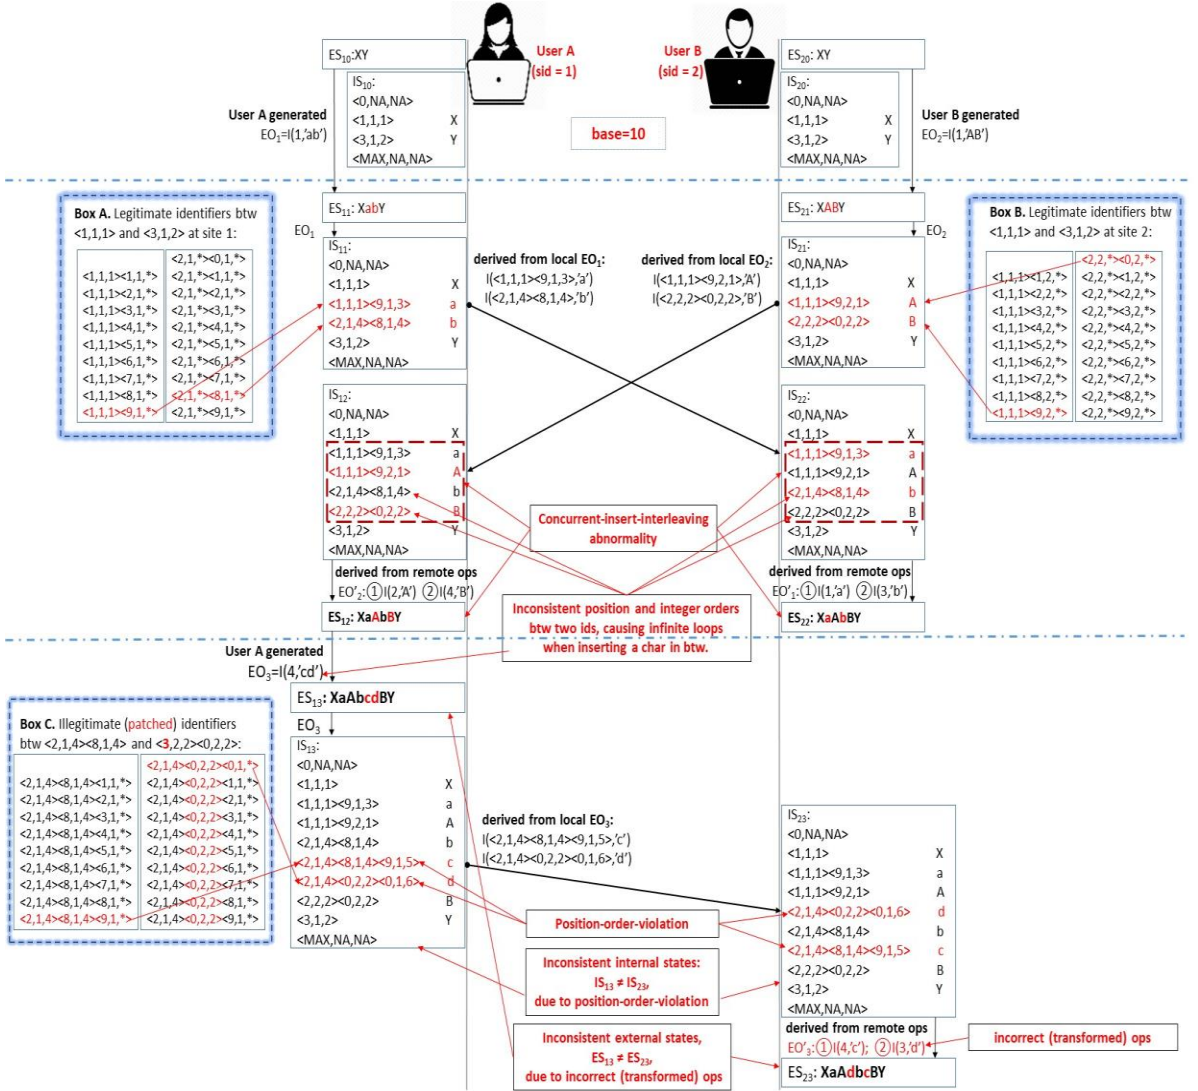 ES10:XY
User A
(sid = 1)
User B
(sid = 2)
ES20: XY
IS10:
<0,NA,NA>
<1,1,1> X
<3,1,2> Y
<MAX,NA,NA>
User A generated
EO1=I(1,'ab')
base=10
IS20:
<0,NA,NA>
<1,1,1> X
<3,1,2> Y
<MAX,NA,NA>
User B generated
EO2=I(1,'AB')
Box A. Legitimate identifiers btw
<1,1,1> and <3,1,2> at site 1:
<2,1,*><0,1,*>
<1,1,1><1,1,*> <2,1,*><1,1,*>
<1,1,1><2,1,*> <2,1,*><2,1,*>
<1,1,1><3,1,*> <2,1,*><3,1,*>
<1,1,1><4,1,*> <2,1,*><4,1,*>
<1,1,1><5,1,*> <2,1,*><5,1,*>
<1,1,1><6,1,*> <2,1,*><6,1,*>
<1,1,1><7,1,*> <2,1,*><7,1,*>
<1,1,1><8,1,*> <2,1,*><8,1,*>
<1,1,1><9,1,*> <2,1,*><9,1,*>
ES11: XabY
EO1
IS11:
<0,NA,NA>
<1,1,1> X
<1,1,1><9,1,3> a
<2,1,4><8,1,4> b
<3,1,2> Y
<MAX,NA,NA>
derived from local EO1:
I(<1,1,1><9,1,3>,'a')
I(<2,1,4><8,1,4>,'b')
derived from local EO2:
I(<1,1,1><9,2,1>,'A')
I(<2,2,2><0,2,2>,'B')
ES21: XABY
EO2
IS21:
<0,NA,NA>
<1,1,1> X
<1,1,1><9,2,1> A
<2,2,2><0,2,2> B
<3,1,2> Y
<MAX,NA,NA>
Box B. Legitimate identifiers btw
<1,1,1> and <3,1,2> at site 2:
<2,2,*><0,2,*>
<1,1,1><1,2,*> <2,2,*><1,2,*>
<1,1,1><2,2,*> <2,2,*><2,2,*>
<1,1,1><3,2,*> <2,2,*><3,2,*>
<1,1,1><4,2,*> <2,2,*><4,2,*>
<1,1,1><5,2,*> <2,2,*><5,2,*>
<1,1,1><6,2,*> <2,2,*><6,2,*>
<1,1,1><7,2,*> <2,2,*><7,2,*>
<1,1,1><8,2,*> <2,2,*><8,2,*>
<1,1,1><9,2,*> <2,2,*><9,2,*>
IS12:
<0,NA,NA>
<1,1,1> X
<1,1,1><9,1,3> a
<1,1,1><9,2,1> A
<2,1,4><8,1,4> b
<2,2,2><0,2,2> B
<3,1,2> Y
<MAX,NA,NA>
derived from remote ops
EO'2:①I(2,'A') ②I(4,'B')
ES12: XaAbBY
Concurrent-insert-interleaving
abnormality
IS22:
<0,NA,NA>
<1,1,1> X
<1,1,1><9,1,3> a
<1,1,1><9,2,1> A
<2,1,4><8,1,4> b
<2,2,2><0,2,2> B
<3,1,2> Y
<MAX,NA,NA>
derived from remote ops
EO'1:①I(1,'a') ②I(3,'b')
ES22: XaAbBY
Inconsistent position and integer orders
btw two ids, causing infinite loops
when inserting a char in btw.
User A generated
EO3=I(4,'cd')
ES13: XaAbcdBY
EO3
Box C. Illegitimate (patched) identifiers
btw <2,1,4><8,1,4> and <3,2,2><0,2,2>:
<2,1,4><0,2,2><0,1,*>
<2,1,4><8,1,4><1,1,*> <2,1,4><0,2,2><1,1,*>
<2,1,4><8,1,4><2,1,*> <2,1,4><0,2,2><2,1,*>
<2,1,4><8,1,4><3,1,*> <2,1,4><0,2,2><3,1,*>
<2,1,4><8,1,4><4,1,*> <2,1,4><0,2,2><4,1,*>
<2,1,4><8,1,4><5,1,*> <2,1,4><0,2,2><5,1,*>
<2,1,4><8,1,4><6,1,*> <2,1,4><0,2,2><6,1,*>
<2,1,4><8,1,4><7,1,*> <2,1,4><0,2,2><7,1,*>
<2,1,4><8,1,4><8,1,*> <2,1,4><0,2,2><8,1,*>
<2,1,4><8,1,4><9,1,*> <2,1,4><0,2,2><9,1,*>
IS13:
<0,NA,NA>
<1,1,1> X
<1,1,1><9,1,3> a
<1,1,1><9,2,1> A
<2,1,4><8,1,4> b
<2,1,4><8,1,4><9,1,5> c
<2,1,4><0,2,2><0,1,6> d
<2,2,2><0,2,2> B
<3,1,2> Y
<MAX,NA,NA>
derived from local EO3:
I(<2,1,4><8,1,4><9,1,5>,'c')
I(<2,1,4><0,2,2><0,1,6>,'d')
IS23:
<0,NA,NA>
<1,1,1> X
<1,1,1><9,1,3> a
<1,1,1><9,2,1> A
<2,1,4><0,2,2><0,1,6> d
<2,1,4><8,1,4> b
<2,1,4><8,1,4><9,1,5> c
<2,2,2><0,2,2> B
<3,1,2> Y
<MAX,NA,NA>
Position-order-violation
Inconsistent internal states:
IS13 ≠ IS23,
due to position-order-violation
Inconsistent external states,
ES13 ≠ ES23,
due to incorrect (transformed) ops
derived from remote ops
EO'3:①I(4,'c'); ②I(3,'d')
incorrect (transformed) ops
ES23: XaAdbcBY